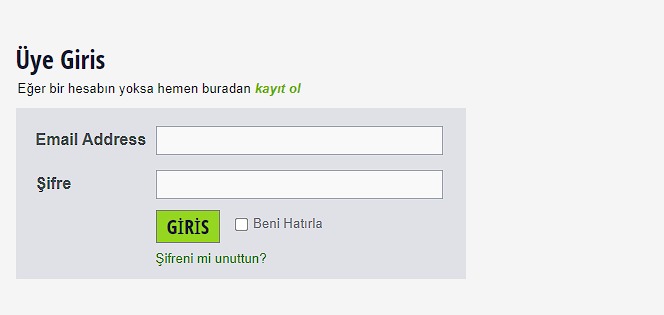 Üye Giris
Eğer bir hesabın yoksa hemen buradan kayıt ol
Email Address
Şifre
GİRİS
Beni Hatırla
Şifreni mi unuttun?